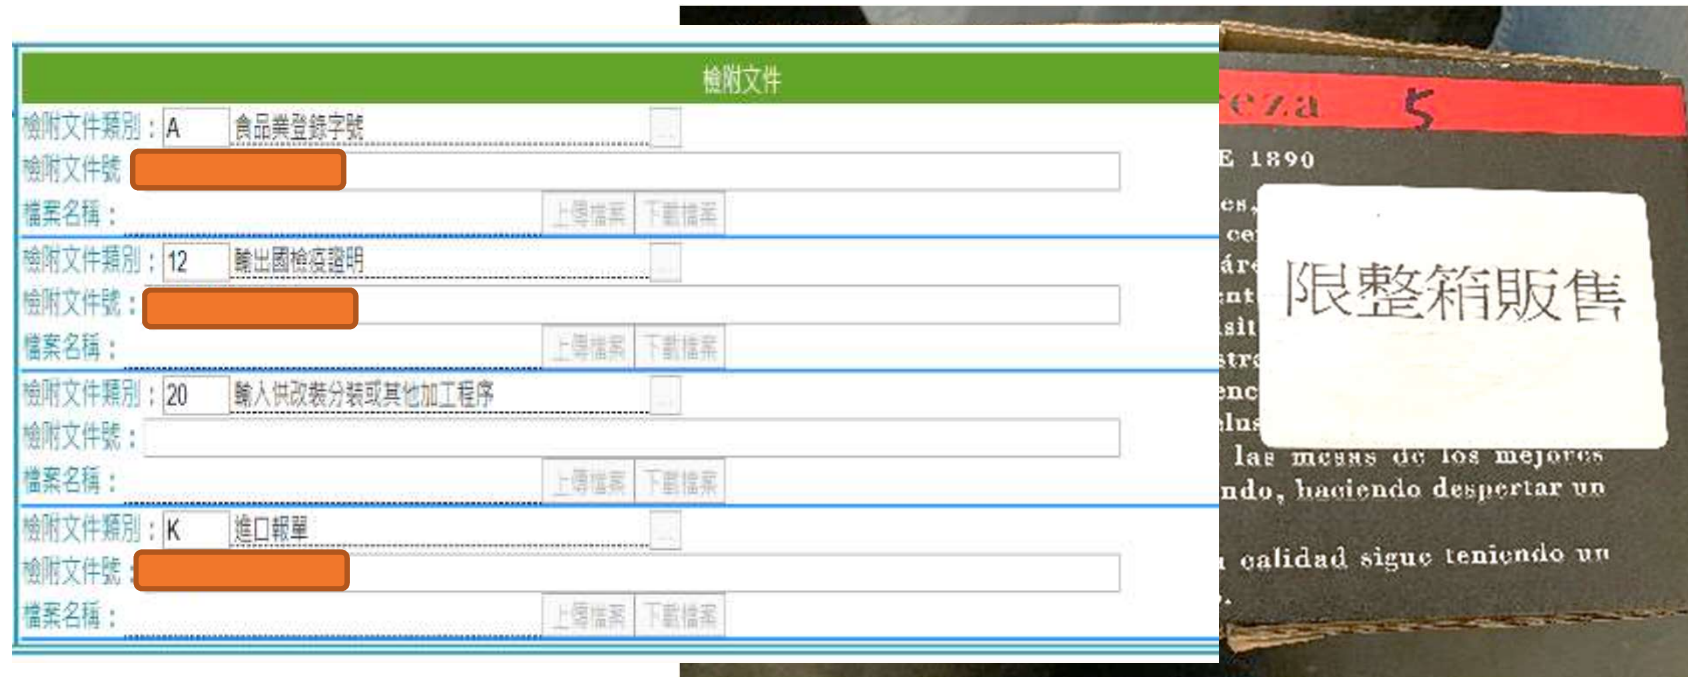 檢附文件
檢附文件類別：A 食品業登錄字號
檢附文件號
檔案名稱： 上傳檔案 下載檔案
檢附文件類別：12 輸出國檢疫證明
檢附文件號：
檔案名稱： 上傳檔案 下載檔案
檢附文件類別：20 輸入供改裝分裝或其他加工程序
檢附文件號：
檔案名稱： 上傳檔案 下載檔案
檢附文件類別：K 進口報單
檢附文件號：
檔案名稱： 上傳檔案 下載檔案
eza 5
E 1890
es,
限整箱販售
las mesas de los mejores
ndo, haciendo despertar un
calidad sigue teniendo un